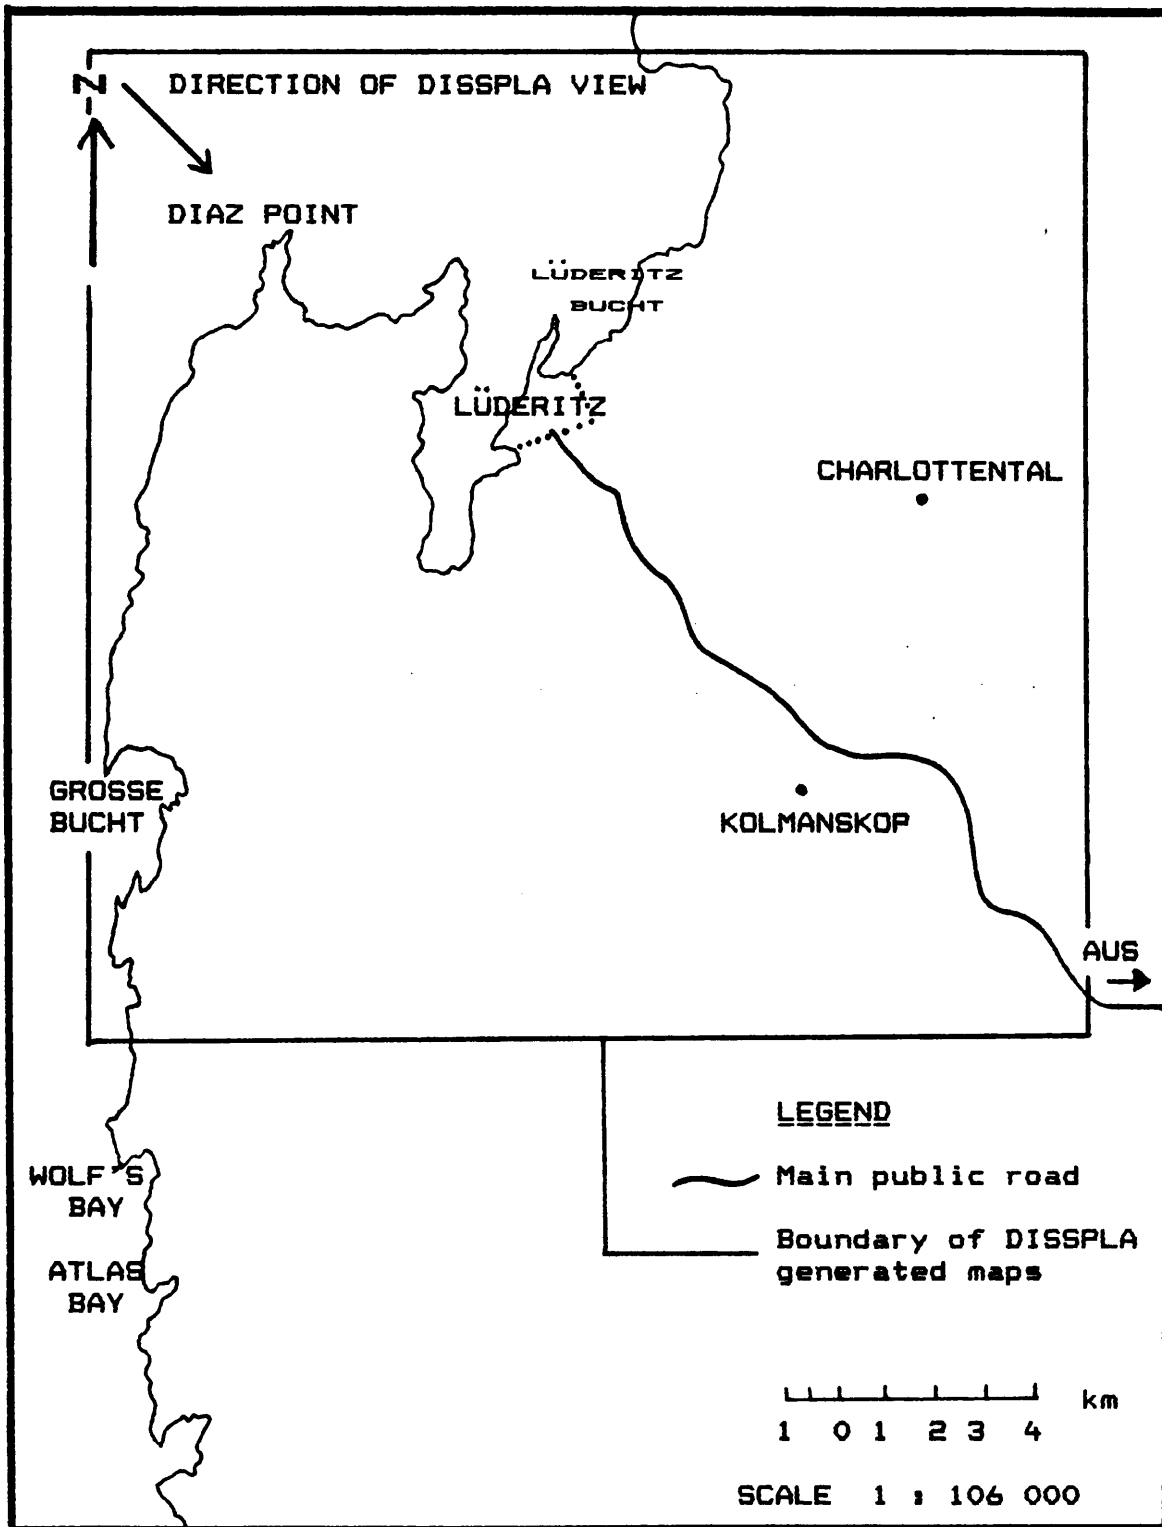 N
DIRECTION OF DISSPLA VIEW
DIAZ POINT
LÜDERITZ
BUCHT
LÜDERITZ
CHARLOTTENTAL
GROSSE
BUCHT
KOLMANSKOP
AUS
LEGEND
WOLF'S
BAY
Main public road
Boundary of DISSPLA
generated maps
ATLAS
BAY
km
1 0 1 2 3 4
SCALE 1 : 106 000